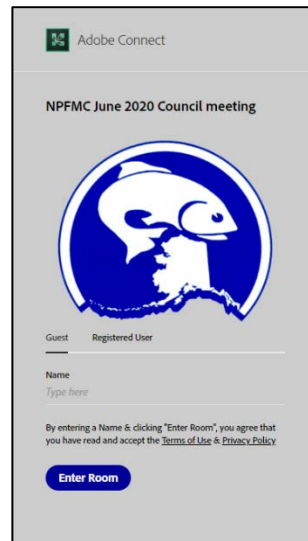 Adobe Connect
NPFMC June 2020 Council meeting
Guest Registered User
Name
Type here
By entering a Name & clicking "Enter Room", you agree that
you have read and accept the Terms of Use & Privacy Policy
Enter Room